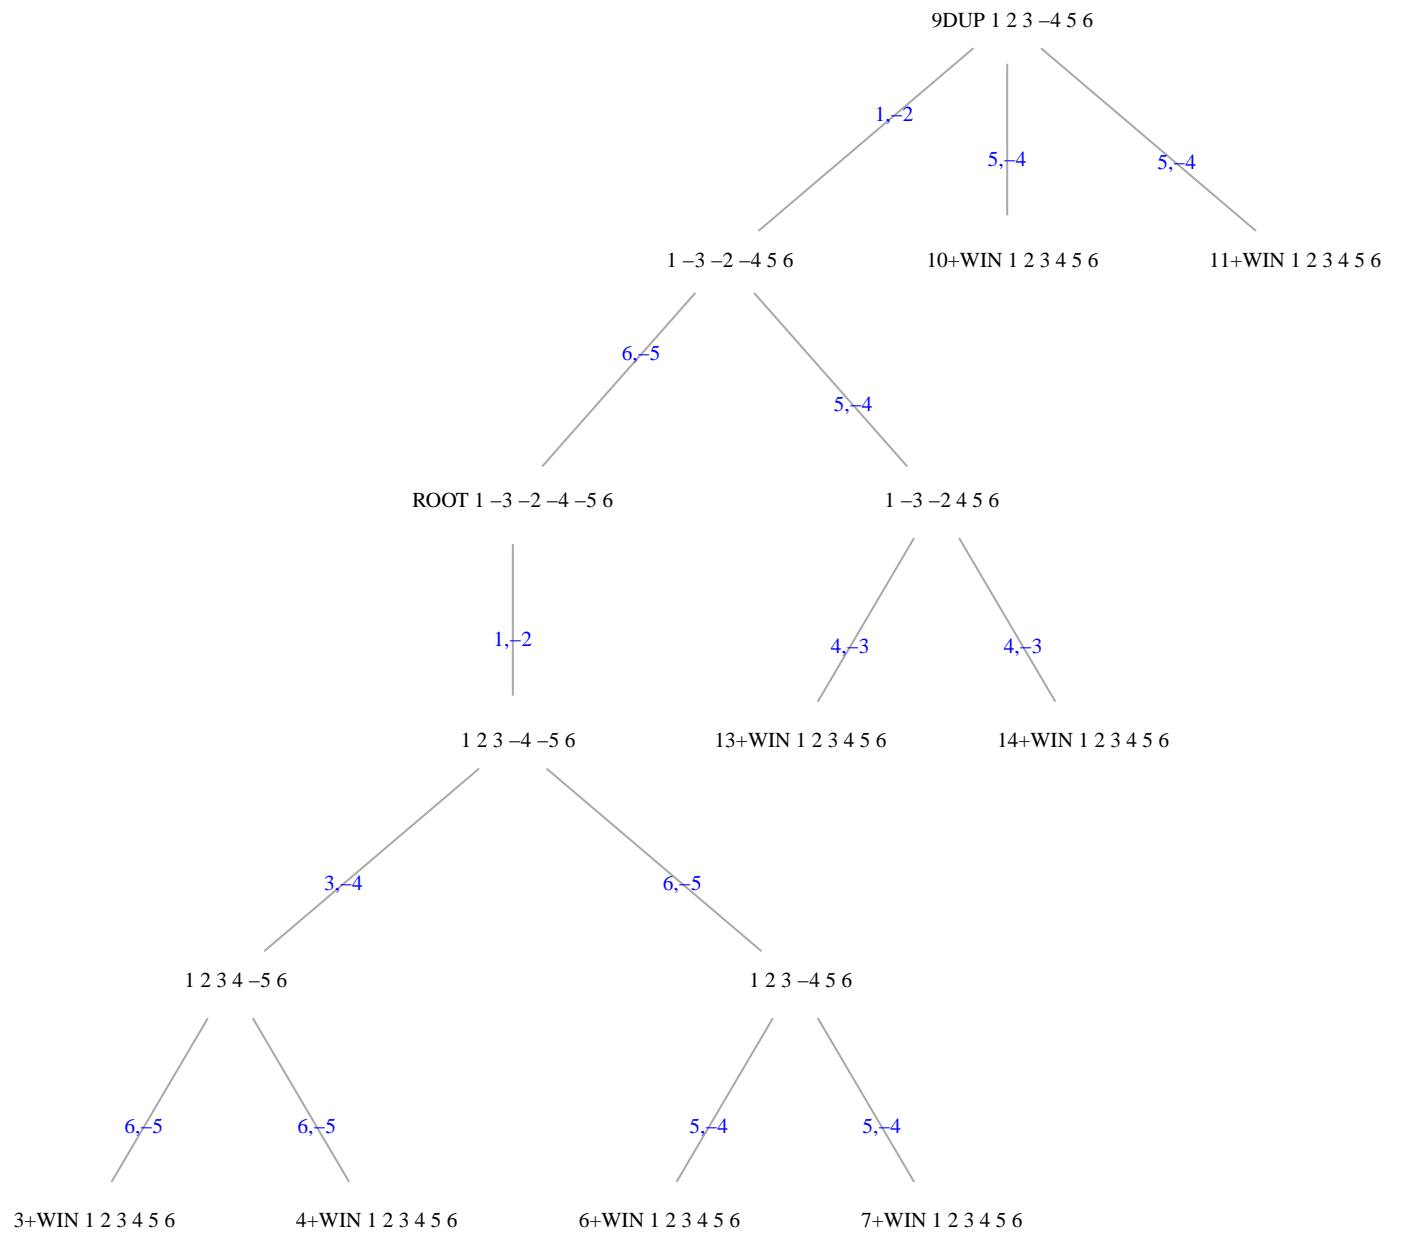 9DUP 1 2 3 –4 5 6
1,–2
5,–4
5,–4
1 –3 –2 –4 5 6
10+WIN 1 2 3 4 5 6
11+WIN 1 2 3 4 5 6
6,–5
5,–4
ROOT 1 –3 –2 –4 –5 6
1 –3 –2 4 5 6
1,–2
4,–3
4,–3
1 2 3 –4 –5 6
13+WIN 1 2 3 4 5 6
14+WIN 1 2 3 4 5 6
3,–4
6,–5
1 2 3 4 –5 6
1 2 3 –4 5 6
6,–5
6,–5
5,–4
5,–4
3+WIN 1 2 3 4 5 6
4+WIN 1 2 3 4 5 6
6+WIN 1 2 3 4 5 6
7+WIN 1 2 3 4 5 6